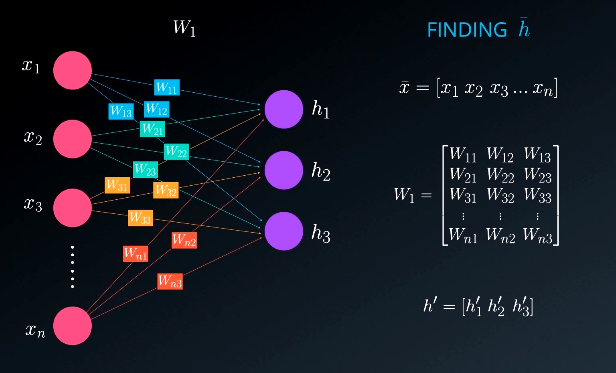 W₁
FINDING h̄
x₁
x₂
x₃
xₙ
W₁₁
W₁₂
W₁₃
W₂₁
W₂₂
W₂₃
W₃₁
W₃₂
W₃₃
Wₙ₁
Wₙ₂
Wₙ₃
h₁
h₂
h₃
x̄ = [x₁ x₂ x₃ ... xₙ]
W₁ =
W₁₁ W₁₂ W₁₃
W₂₁ W₂₂ W₂₃
W₃₁ W₃₂ W₃₃
⋮ ⋮ ⋮
Wₙ₁ Wₙ₂ Wₙ₃
h′ = [h′₁ h′₂ h′₃]